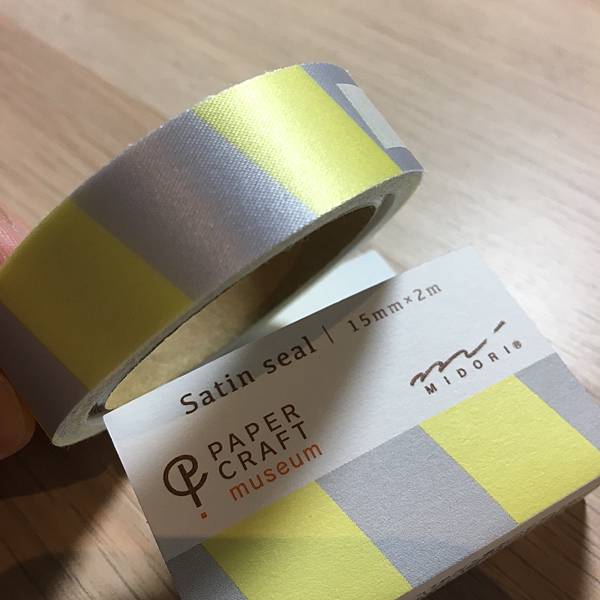 Satin seal | 15mm×2m
MIDORI®
PAPER
CRAFT
museum